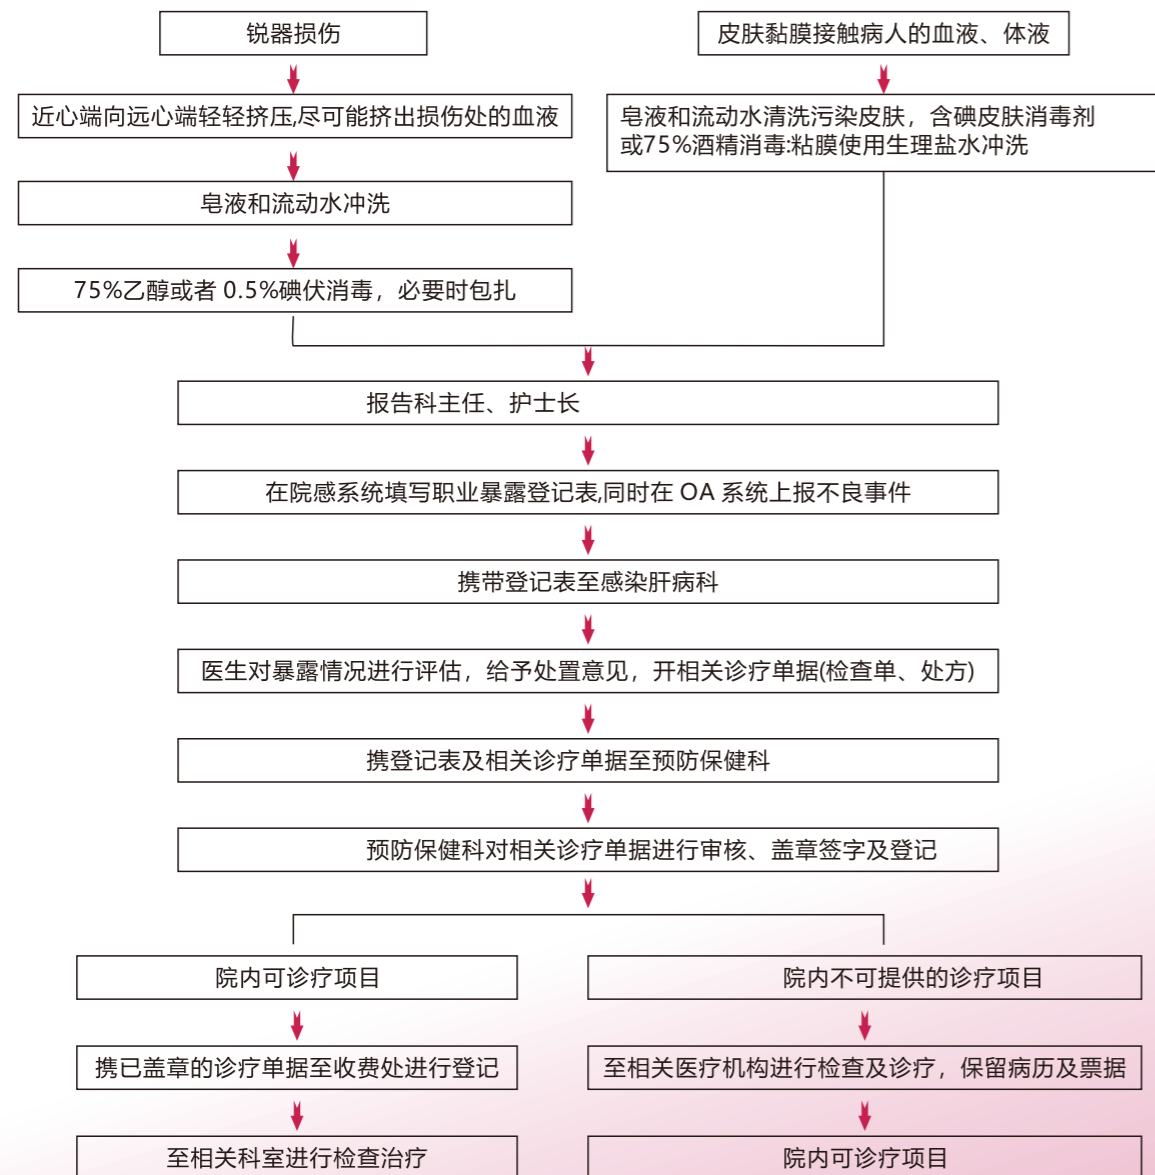 锐器损伤
皮肤黏膜接触病人的血液、体液
近心端向远心端轻轻挤压,尽可能挤出损伤处的血液
皂液和流动水清洗污染皮肤，含碘皮肤消毒剂
或75%酒精消毒:粘膜使用生理盐水冲洗
皂液和流动水冲洗
75%乙醇或者 0.5%碘伏消毒，必要时包扎
报告科主任、护士长
在院感系统填写职业暴露登记表,同时在 OA 系统上报不良事件
携带登记表至感染肝病科
医生对暴露情况进行评估，给予处置意见，开相关诊疗单据(检查单、处方)
携登记表及相关诊疗单据至预防保健科
预防保健科对相关诊疗单据进行审核、盖章签字及登记
院内可诊疗项目
院内不可提供的诊疗项目
携已盖章的诊疗单据至收费处进行登记
至相关医疗机构进行检查及诊疗，保留病历及票据
至相关科室进行检查治疗
院内可诊疗项目